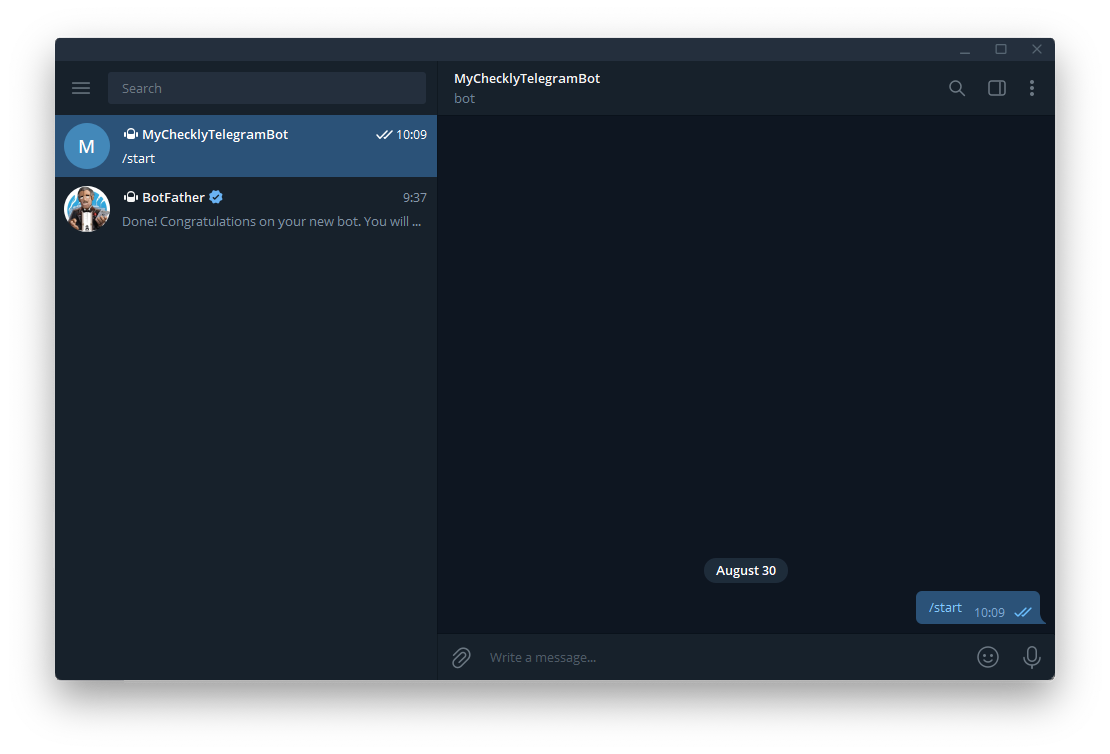 Search
MyChecklyTelegramBot
10:09
/start
BotFather
9:37
Done! Congratulations on your new bot. You will ...
MyChecklyTelegramBot
bot
August 30
/start 10:09
Write a message...
M